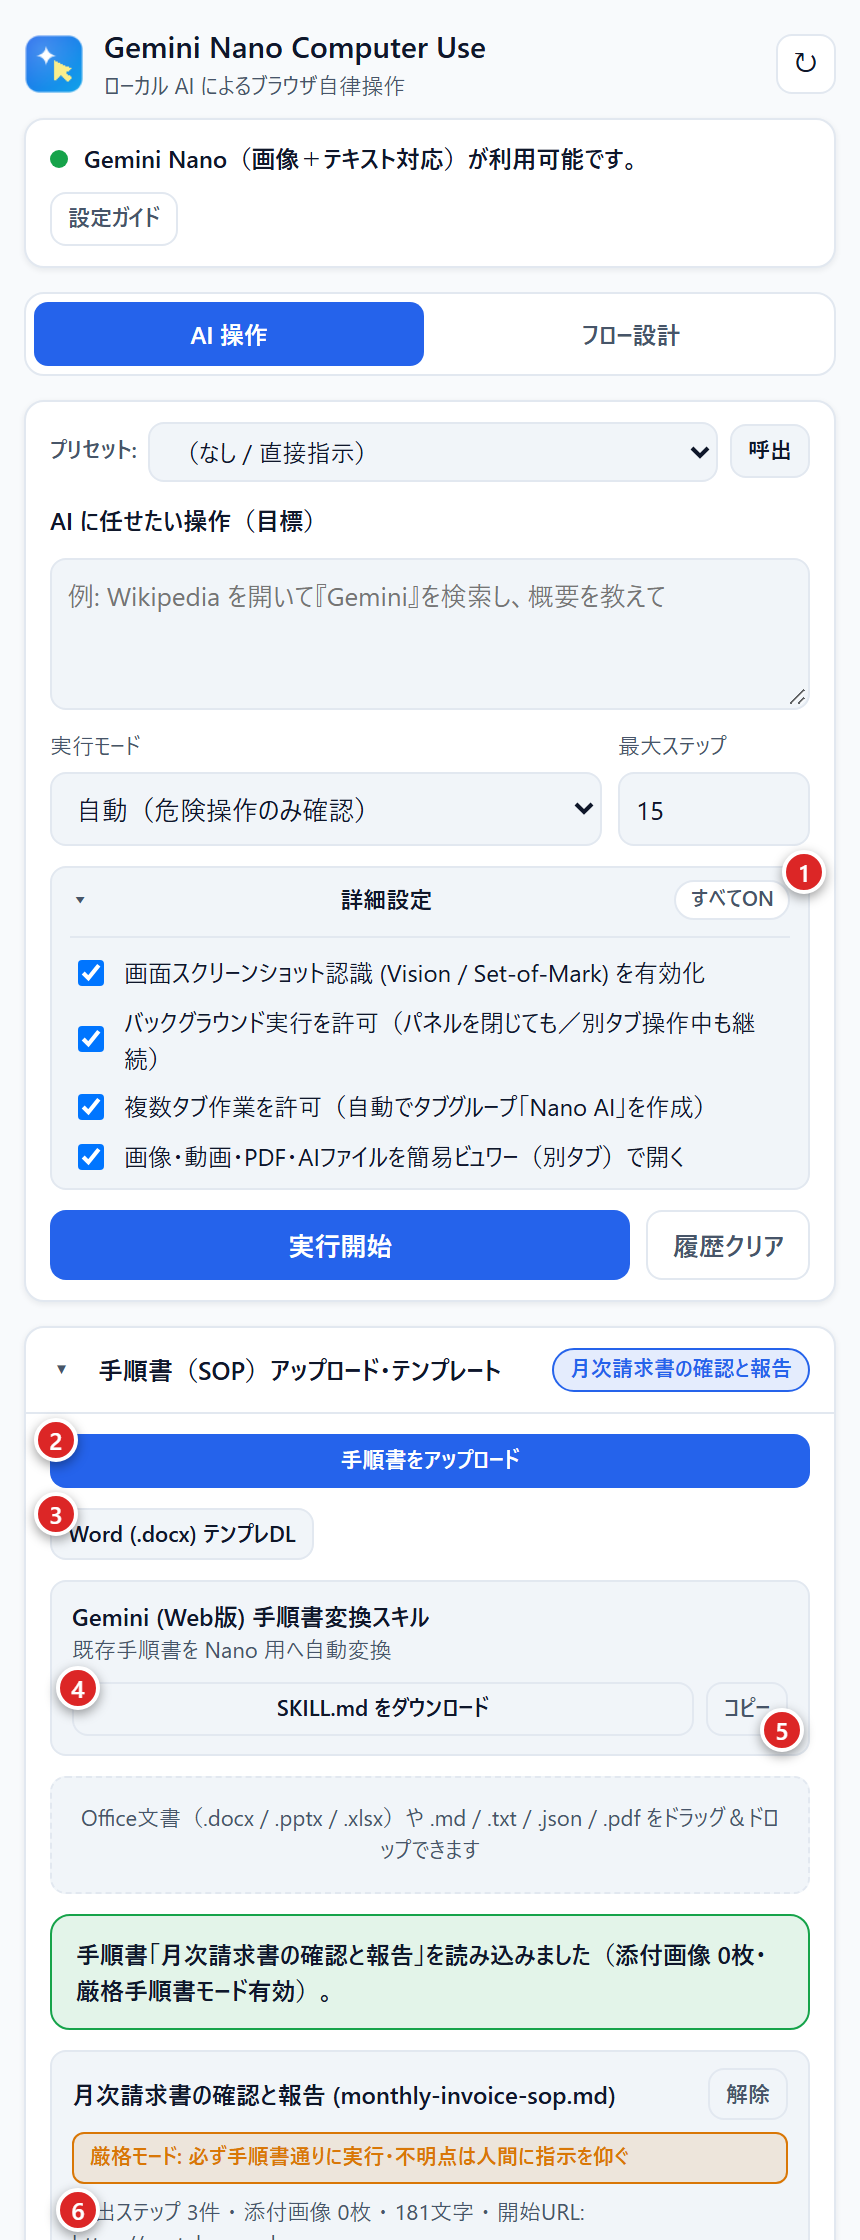 Gemini Nano Computer Use
ローカル AI によるブラウザ自律操作
↻
Gemini Nano（画像＋テキスト対応）が利用可能です。
設定ガイド
AI 操作
フロー設計
プリセット:
（なし / 直接指示）
呼出
AI に任せたい操作（目標）
例: Wikipedia を開いて『Gemini』を検索し、概要を教えて
実行モード
最大ステップ
自動（危険操作のみ確認）
15
1
詳細設定
すべてON
画面スクリーンショット認識 (Vision / Set-of-Mark) を有効化
バックグラウンド実行を許可（パネルを閉じても／別タブ操作中も継
続）
複数タブ作業を許可（自動でタブグループ「Nano AI」を作成）
画像・動画・PDF・AIファイルを簡易ビュワー（別タブ）で開く
実行開始
履歴クリア
手順書（SOP）アップロード・テンプレート
月次請求書の確認と報告
2
手順書をアップロード
3
Word (.docx) テンプレDL
Gemini (Web版) 手順書変換スキル
既存手順書を Nano 用へ自動変換
4
SKILL.md をダウンロード
コピー
5
Office文書（.docx / .pptx / .xlsx）や .md / .txt / .json / .pdf をドラッグ＆ドロ
ップできます
手順書「月次請求書の確認と報告」を読み込みました（添付画像 0枚・
厳格手順書モード有効）。
月次請求書の確認と報告 (monthly-invoice-sop.md)
解除
厳格モード: 必ず手順書通りに実行・不明点は人間に指示を仰ぐ
6
出ステップ 3件・添付画像 0枚・181文字・開始URL: